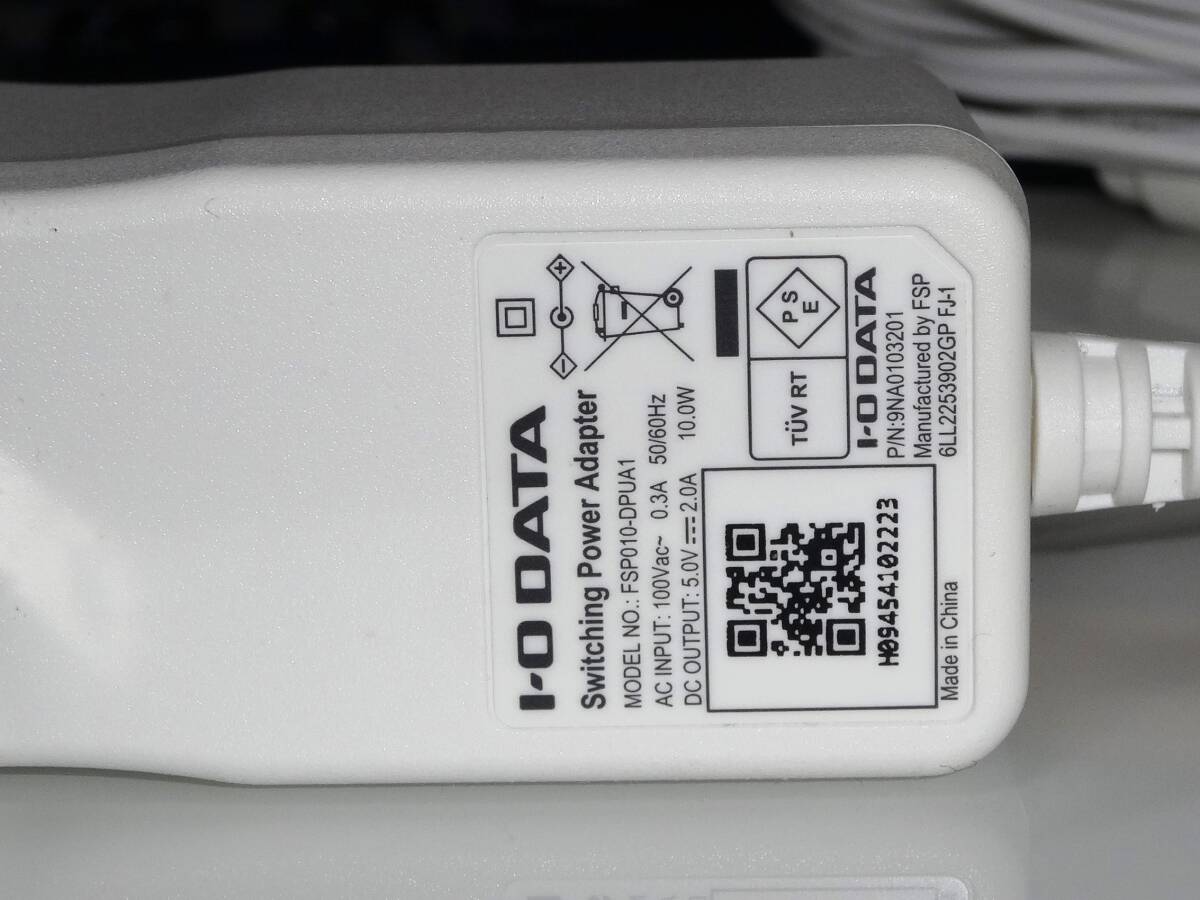 I-O DATA
Switching Power Adapter
MODEL NO.: FSP010-DPUA1
AC INPUT: 100Vac~ 0.3A 50/60Hz
DC OUTPUT: 5.0V⎓2.0A 10.0W
H09454102223
Made in China
TÜV RT
PSE
I-O DATA
P/N:9NA0103201
Manufactured by FSP
6LL2253902GP FJ-1